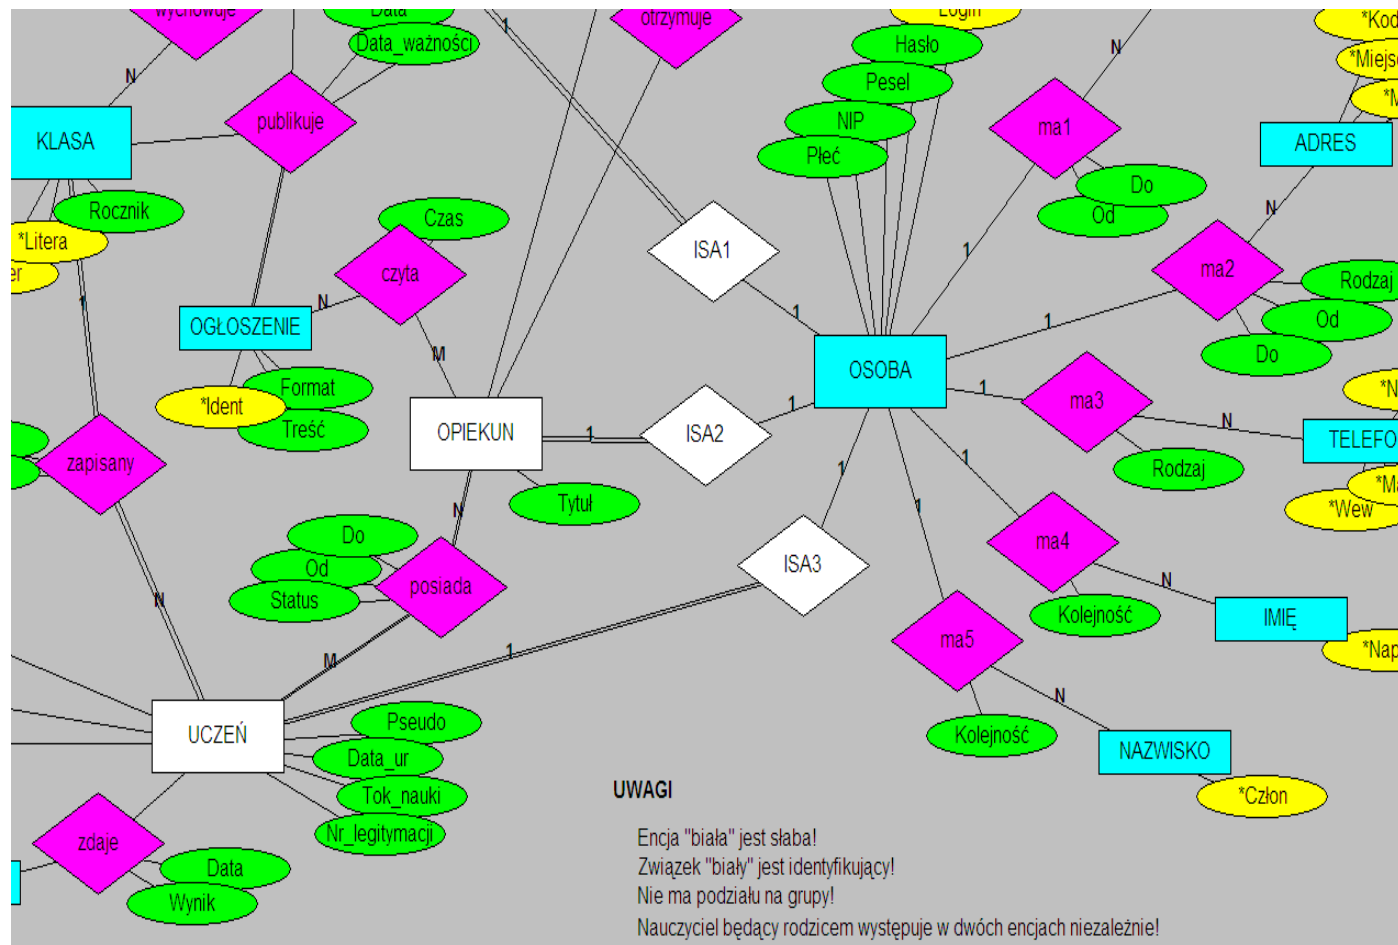 wychowuje
Data
otrzymuje
Login
*Kod
1
N
Data_ważności
Hasło
*Miejsc
N
Pesel
*M
KLASA
publikuje
NIP
ma1
ADRES
Płeć
Do
Rocznik
Czas
Od
N
*Litera
ISA1
1
er
czyta
ma2
Rodzaj
1
N
1
Od
OGŁOSZENIE
1
M
Do
Format
OSOBA
*Ident
1
ma3
*N
Treść
1
N
OPIEKUN
1
ISA2
TELEFO
zapisany
1
1
Rodzaj
*Ma
N
Tytuł
1
*Wew
Do
ma4
Od
ISA3
posiada
N
Status
N
Kolejność
IMIĘ
ma5
M
1
*Nap
N
UCZEŃ
Pseudo
Kolejność
Data_ur
NAZWISKO
Tok_nauki
*Człon
UWAGI
Nr_legitymacji
Encja "biała" jest słaba!
zdaje
Data
Związek "biały" jest identyfikujący!
Wynik
Nie ma podziału na grupy!
Nauczyciel będący rodzicem występuje w dwóch encjach niezależnie!